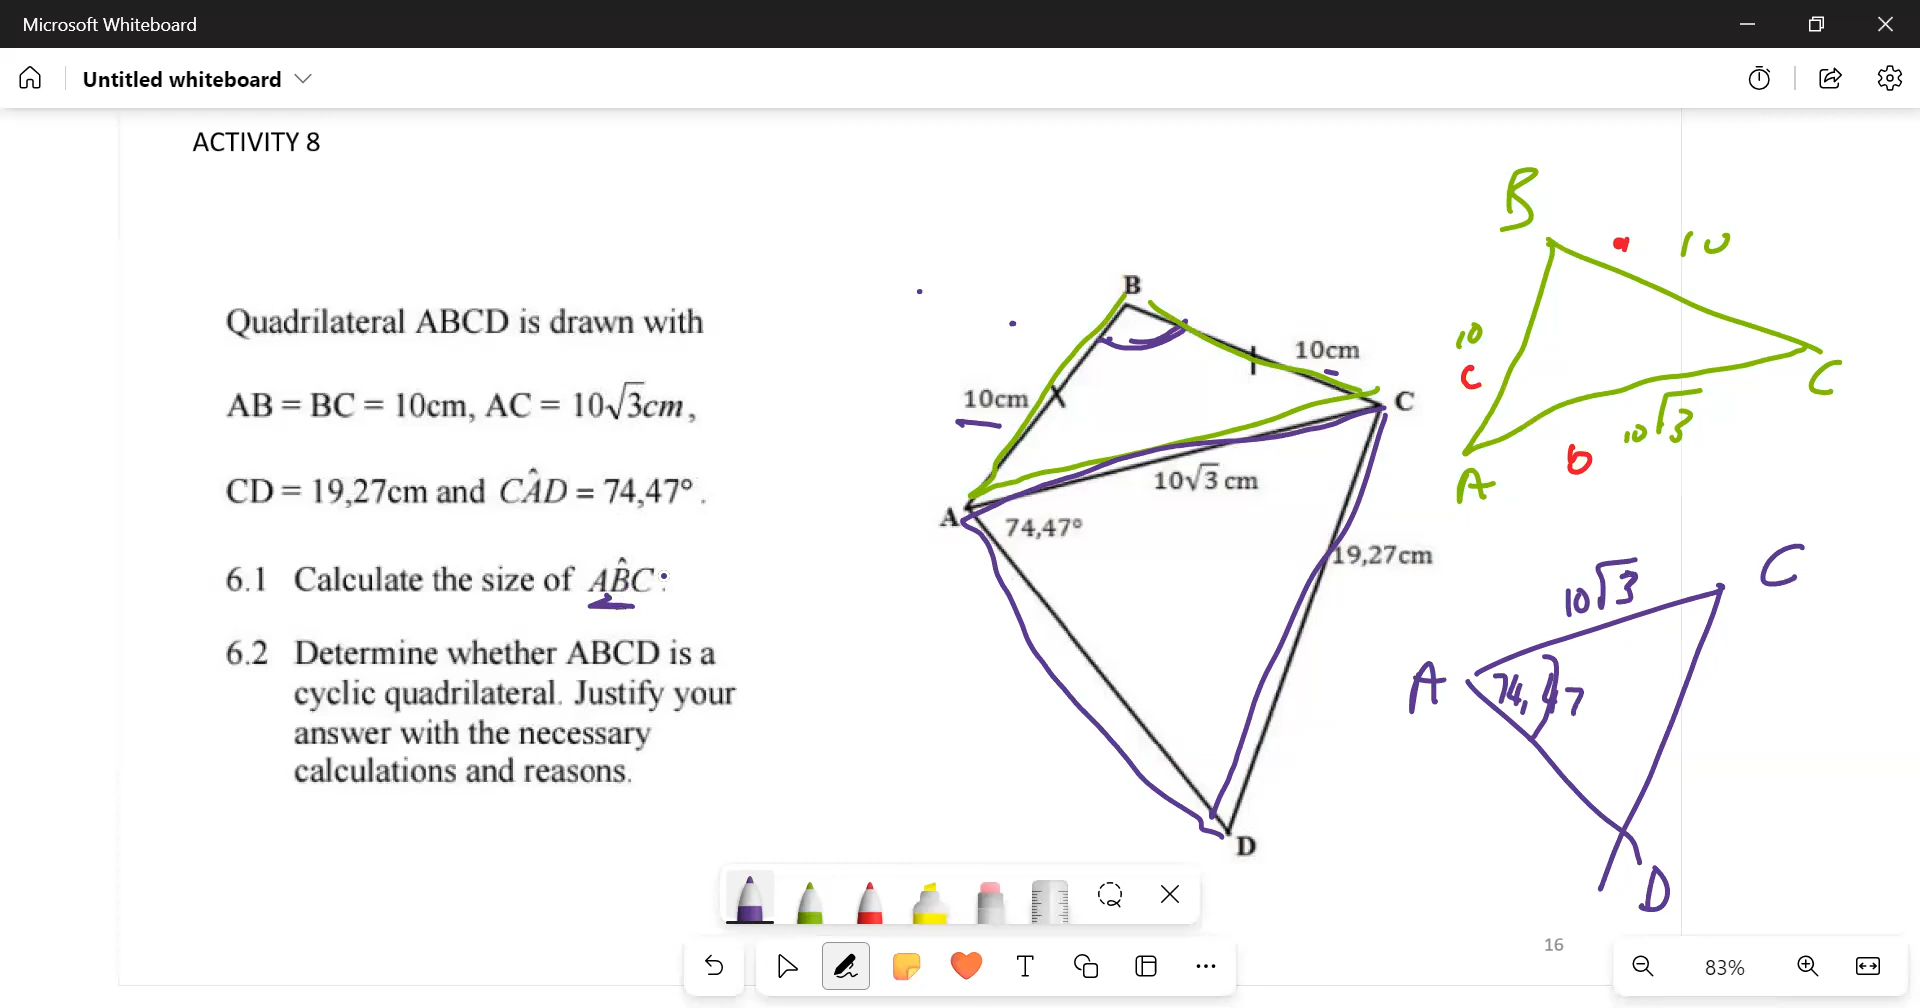 Microsoft Whiteboard
Untitled whiteboard
ACTIVITY 8
Quadrilateral ABCD is drawn with
AB = BC = 10cm, AC = 10√3cm,
CD = 19,27cm and CÂD = 74,47° .
6.1 Calculate the size of AB̂C.
6.2 Determine whether ABCD is a
cyclic quadrilateral. Justify your
answer with the necessary
calculations and reasons.
B
10cm
10cm
C
10√3 cm
A
74,47°
19,27cm
D
B
a
10
10
c
C
10√3
b
A
10√3
C
A
74,47
D
16
83%